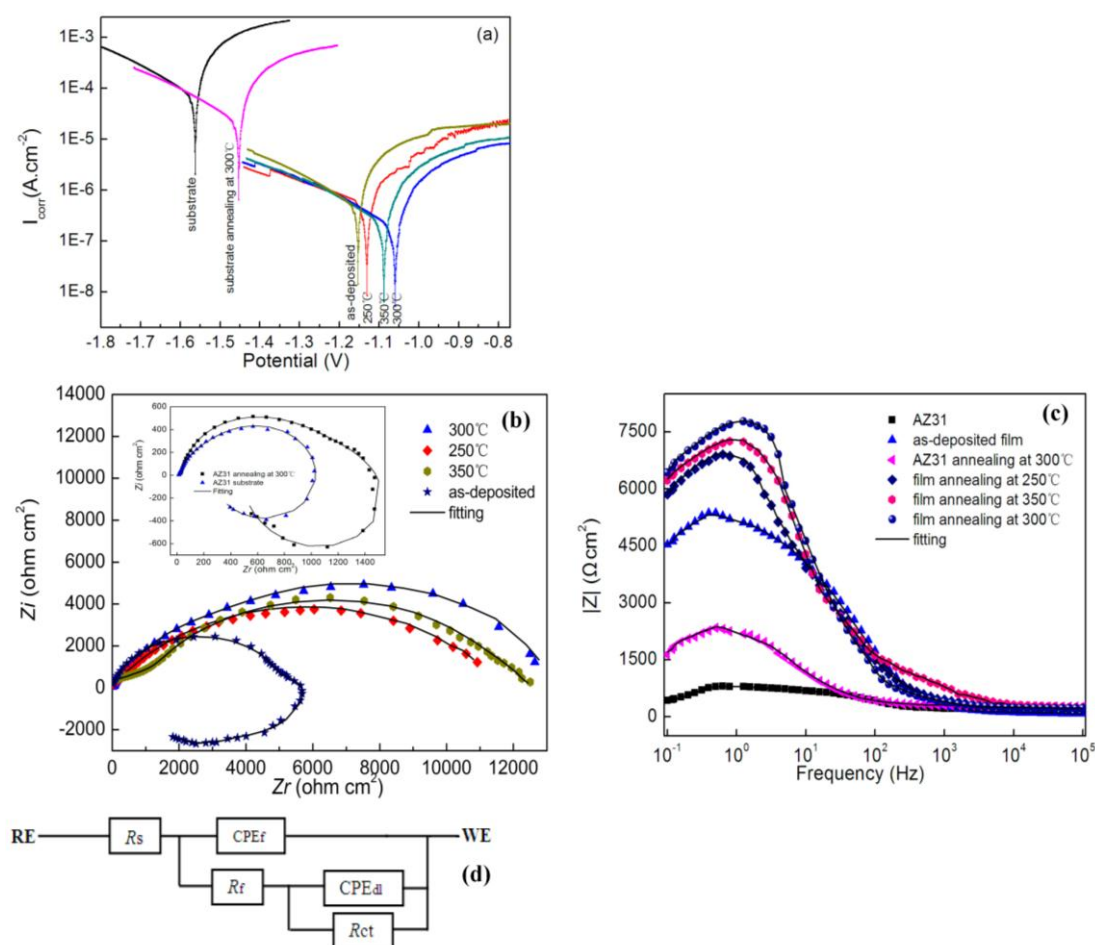 (a)
I_corr(A.cm⁻²)
1E-3
1E-4
1E-5
1E-6
1E-7
1E-8
substrate
substrate annealing at 300℃
as-deposited
250℃
350℃
300℃
-1.8 -1.7 -1.6 -1.5 -1.4 -1.3 -1.2 -1.1 -1.0 -0.9 -0.8
Potential (V)
(b)
Zi (ohm cm²)
14000
12000
10000
8000
6000
4000
2000
0
-2000
0 2000 4000 6000 8000 10000 12000
Zr (ohm cm²)
300℃
250℃
350℃
as-deposited
fitting
Zi (ohm cm²)
600
400
200
0
-200
-400
-600
AZ31 annealing at 300℃
AZ31 substrate
Fitting
0 200 400 600 800 1000 1200 1400
Zr (ohm cm²)
(c)
|Z| (Ω cm²)
7500
6000
4500
3000
1500
0
AZ31
as-deposited film
AZ31 annealing at 300℃
film annealing at 250℃
film annealing at 350℃
film annealing at 300℃
fitting
10⁻¹ 10⁰ 10¹ 10² 10³ 10⁴ 10⁵
Frequency (Hz)
RE
Rs
CPEf
WE
Rf
CPEdl
Rct
(d)